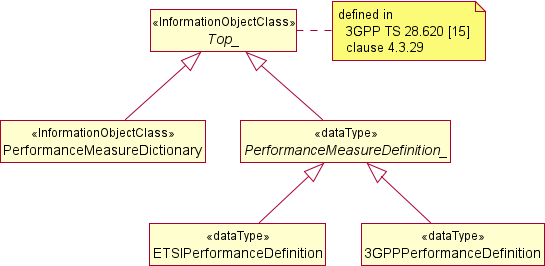 «InformationObjectClass»
Top_
defined in
3GPP TS 28.620 [15]
clause 4.3.29
«InformationObjectClass»
PerformanceMeasureDictionary
«dataType»
PerformanceMeasureDefinition_
«dataType»
ETSIPerformanceDefinition
«dataType»
3GPPPerformanceDefinition